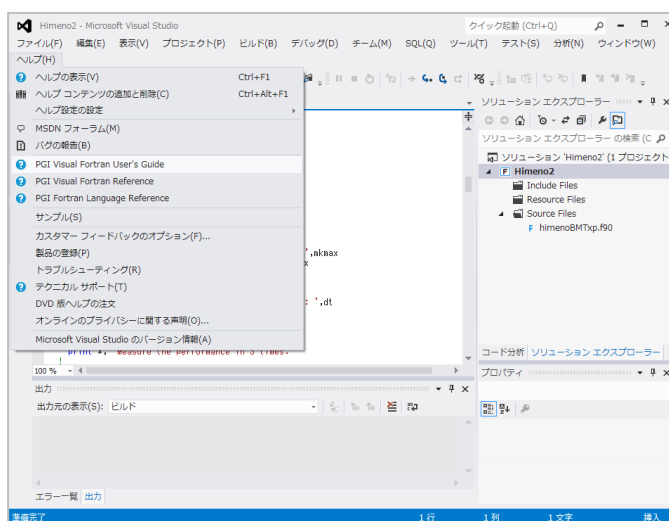 Himeno2 - Microsoft Visual Studio
クイック起動 (Ctrl+Q)
ファイル(F) 編集(E) 表示(V) プロジェクト(P) ビルド(B) デバッグ(D) チーム(M) SQL(Q) ツール(T) テスト(S) 分析(N) ウィンドウ(W)
ヘルプ(H)
ヘルプの表示(V) Ctrl+F1
ヘルプ コンテンツの追加と削除(C) Ctrl+Alt+F1
ヘルプ設定の設定
MSDN フォーラム(M)
バグの報告(B)
PGI Visual Fortran User's Guide
PGI Visual Fortran Reference
PGI Fortran Language Reference
サンプル(S)
カスタマー フィードバックのオプション(F)...
製品の登録(P)
トラブルシューティング(R)
テクニカル サポート(T)
DVD 版ヘルプの注文
オンラインのプライバシーに関する声明(O)...
Microsoft Visual Studio のバージョン情報(A)
',mkmax
x
: ',dt
100 %
出力
出力元の表示(S): ビルド
エラー一覧 出力
ソリューション エクスプローラー
ソリューション エクスプローラー の検索 (C
ソリューション 'Himeno2' (1 プロジェクト
Himeno2
Include Files
Resource Files
Source Files
himenoBMTxp.f90
コード分析 ソリューション エクスプローラー
プロパティ
準備完了 1 行 1 列 1 文字 挿入